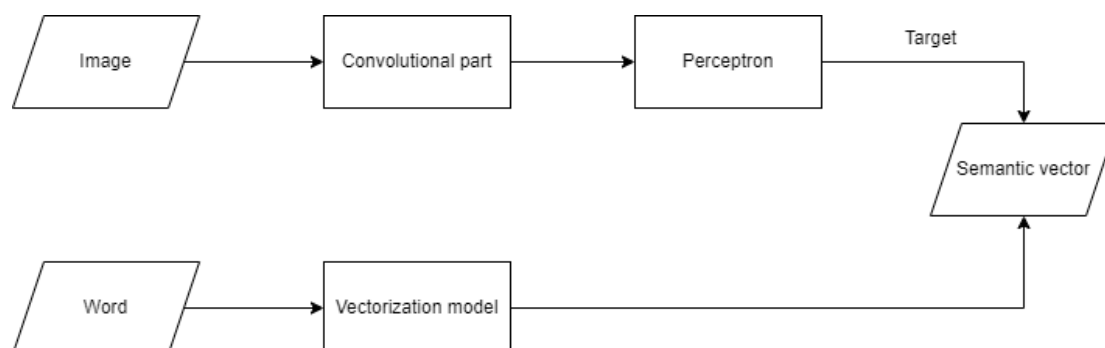 Target
Image
Convolutional part
Perceptron
Semantic vector
Word
Vectorization model